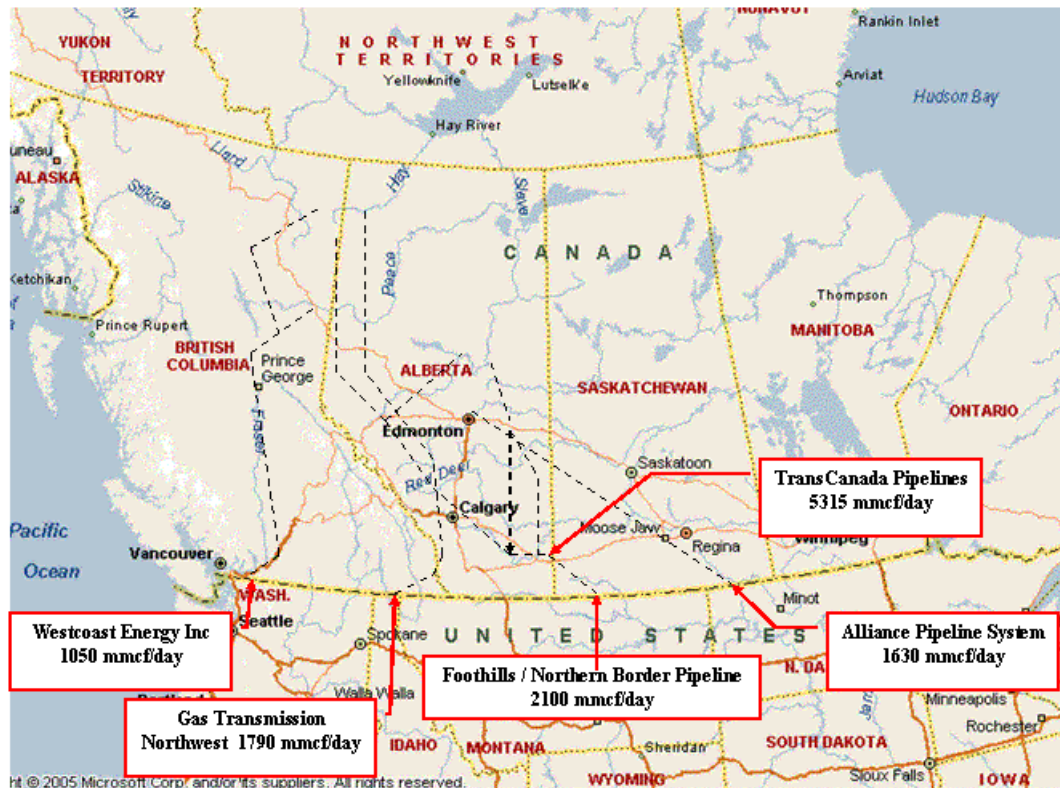 NUNAVUT
Rankin Inlet
YUKON
TERRITORY
NORTHWEST
TERRITORIES
Yellowknife
Lutselke
Arviat
Hudson Bay
Hay River
Liard
Hay
Slave
uneau
ALASKA
Stikine
CANADA
Peace
Ketchikan
of
Thompson
Prince Rupert
MANITOBA
BRITISH
COLUMBIA
Prince
George
ALBERTA
SASKATCHEWAN
ONTARIO
Fraser
Edmonton
Red Deer
Saskatoon
TransCanada Pipelines
5315 mmcf/day
Calgary
Moose Jaw
Regina
Winnipeg
Pacific
Ocean
Vancouver
WASH.
Minot
Westcoast Energy Inc
1050 mmcf/day
Seattle
Spokane
UNITED STATES
Alliance Pipeline System
1630 mmcf/day
Foothills / Northern Border Pipeline
2100 mmcf/day
N. DA
Walla Walla
Portland
Jam
Minneapolis
Gas Transmission
Northwest 1790 mmcf/day
Rochester
IDAHO
MONTANA
Sheridan
SOUTH DAKOTA
Sioux Falls
WYOMING
IOWA
ht © 2005 Microsoft Corp. and/or its suppliers. All rights reserved.